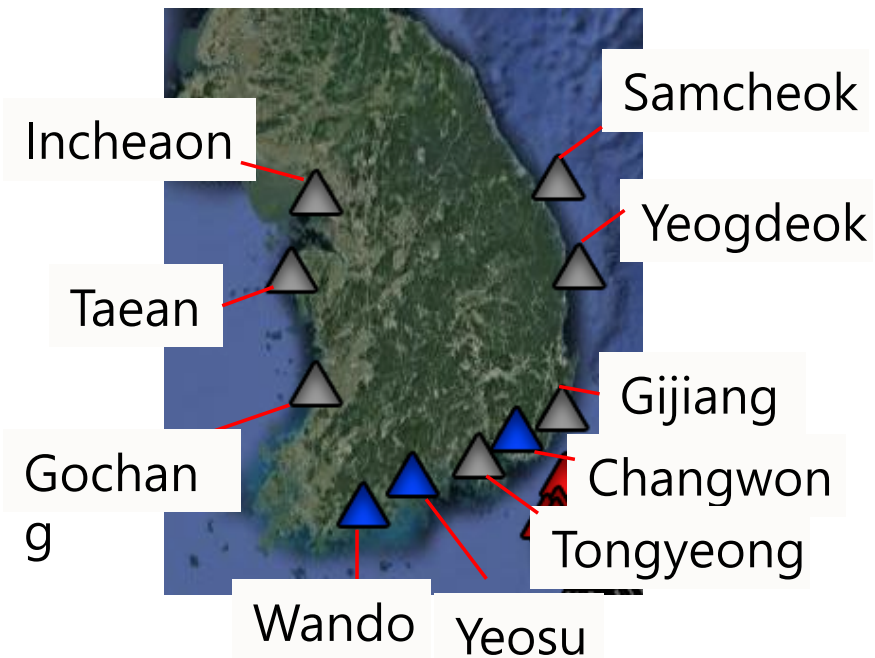 Samcheok
Incheaon
Yeogdeok
Taean
Gijiang
Gochan
g
Changwon
Tongyeong
Wando
Yeosu